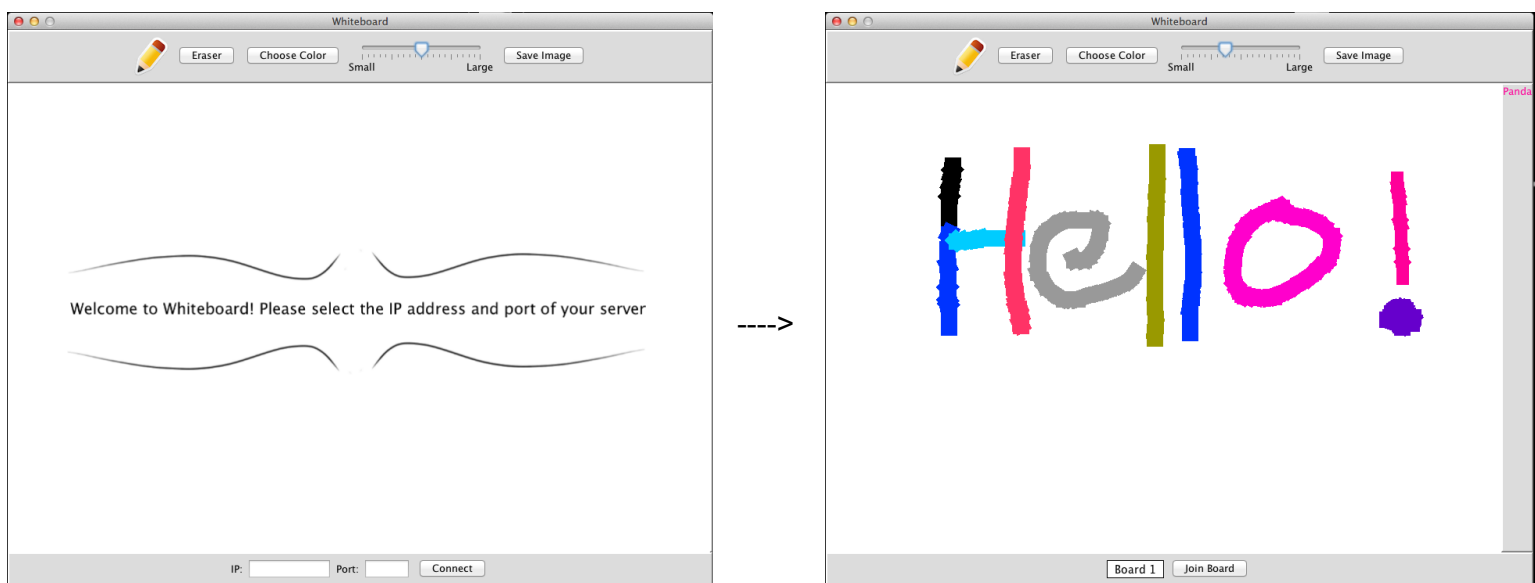 Whiteboard
Eraser Choose Color Small Large Save Image
Welcome to Whiteboard! Please select the IP address and port of your server
IP: Port: Connect
---->
Whiteboard
Eraser Choose Color Small Large Save Image
Panda
Hello!
Board 1 Join Board